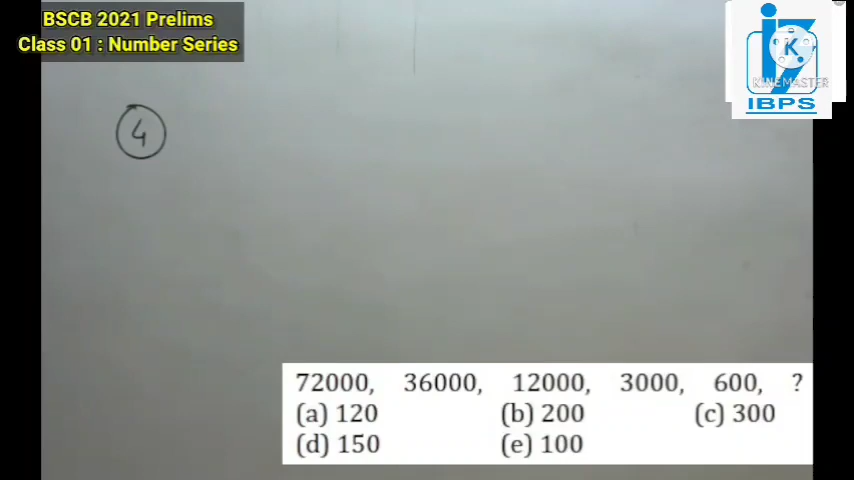 BSCB 2021 Prelims
Class 01 : Number Series
K
KINEMASTER
IBPS
4
72000, 36000, 12000, 3000, 600, ?
(a) 120 (b) 200 (c) 300
(d) 150 (e) 100